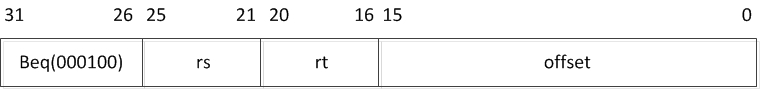 31 26 25 21 20 16 15 0
Beq(000100) rs rt offset